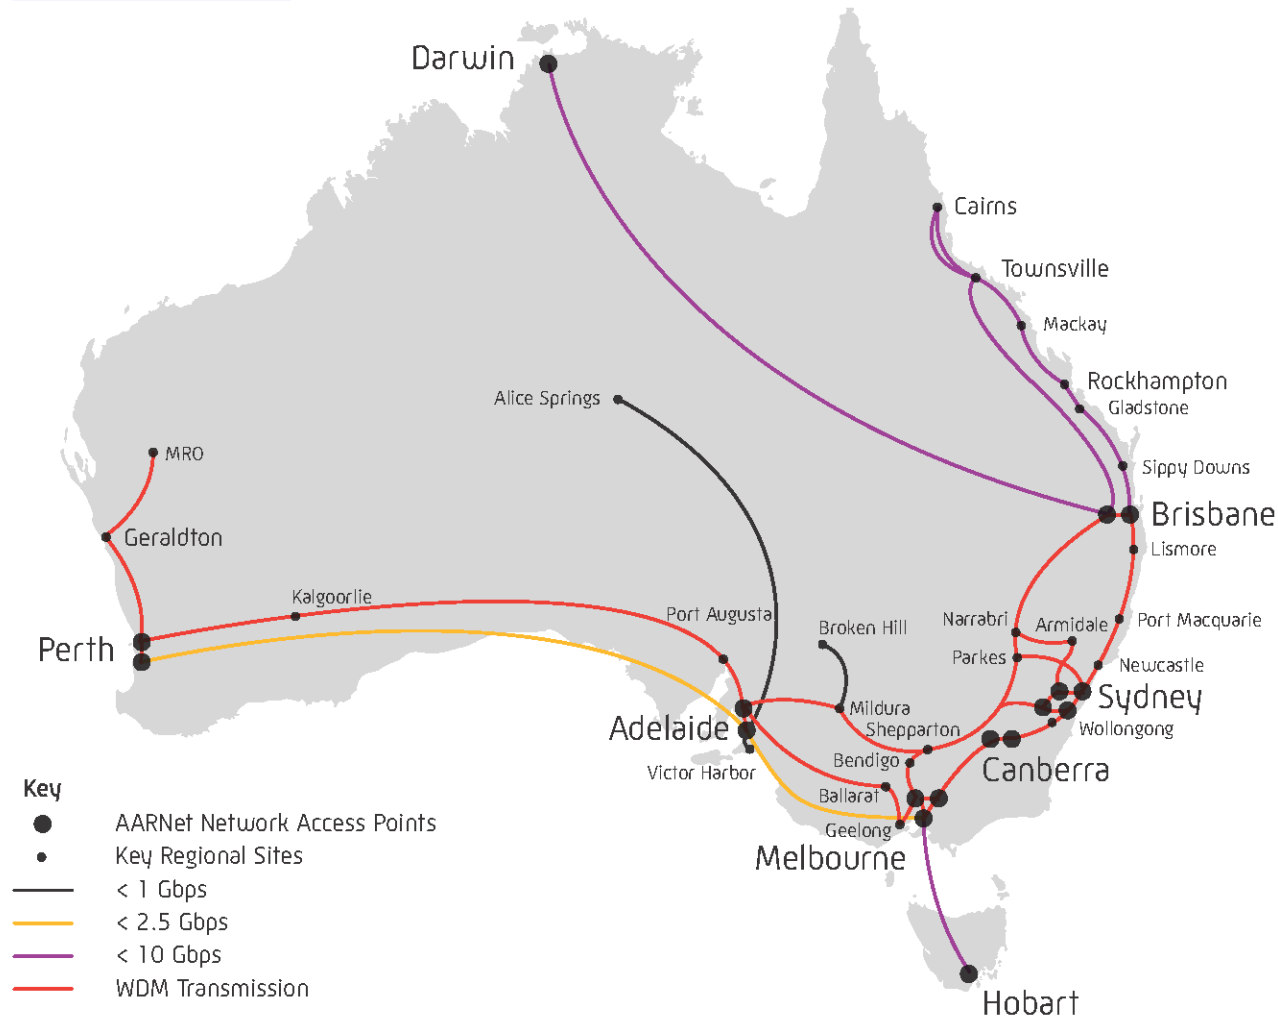 Darwin
Cairns
Townsville
Mackay
Rockhampton
Gladstone
Alice Springs
MRO
Sippy Downs
Brisbane
Geraldton
Lismore
Kalgoorlie
Port Augusta
Narrabri
Armidale
Port Macquarie
Broken Hill
Perth
Parkes
Newcastle
Sydney
Mildura
Adelaide
Shepparton
Wollongong
Bendigo
Victor Harbor
Canberra
Ballarat
Geelong
Melbourne
Hobart
Key
AARNet Network Access Points
Key Regional Sites
< 1 Gbps
< 2.5 Gbps
< 10 Gbps
WDM Transmission